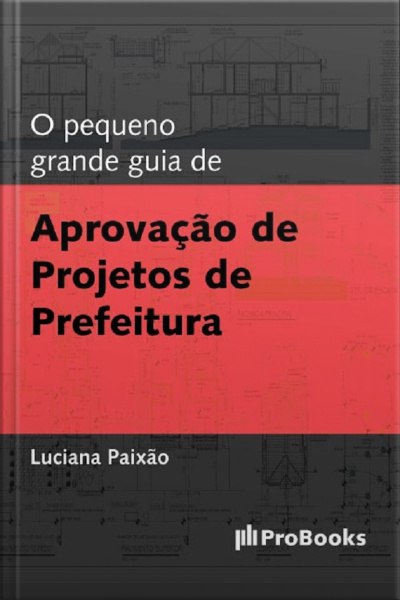 O pequeno
grande guia de
Aprovação de
Projetos de
Prefeitura
Luciana Paixão
ProBooks